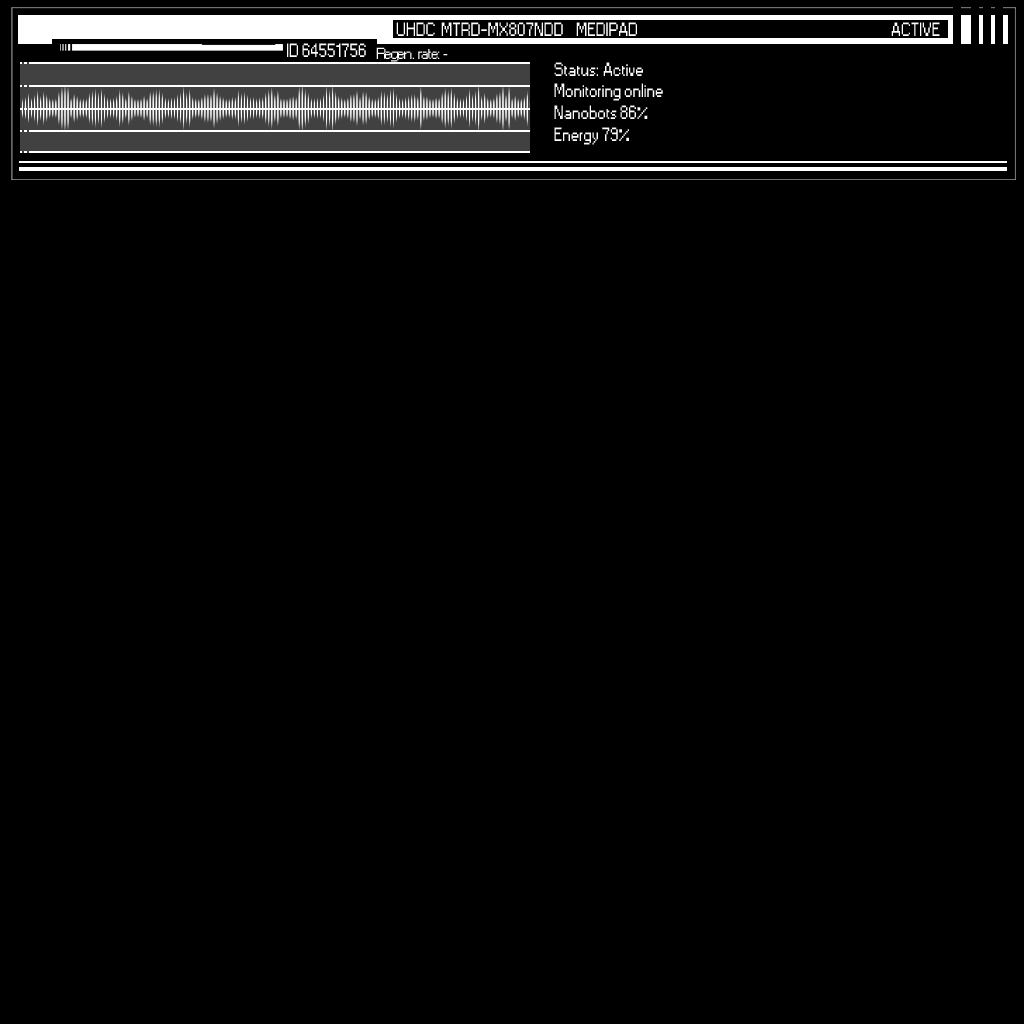 UHDC MTRD-MX807NDD MEDIPAD ACTIVE
ID 64551756 Regen. rate: -
Status: Active
Monitoring online
Nanobots 86%
Energy 79%